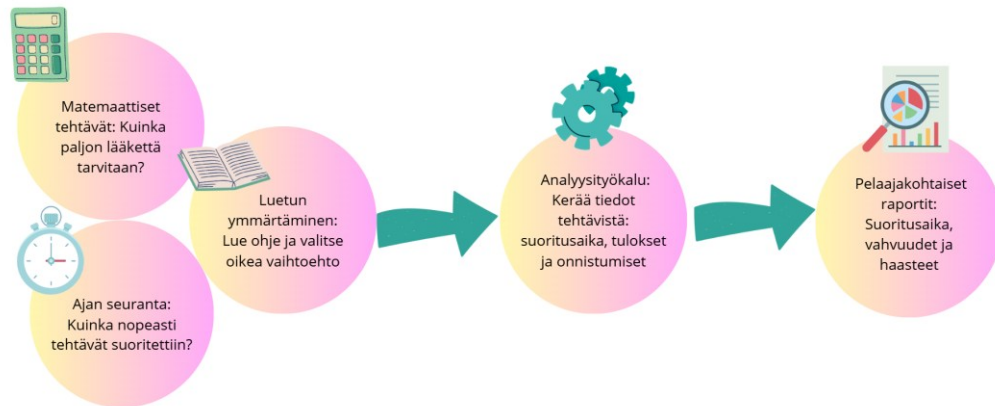 Matemaattiset
tehtävät: Kuinka
paljon lääkettä
tarvitaan?
Ajan seuranta:
Kuinka nopeasti
tehtävät suoritettiin?
Luetun
ymmärtäminen:
Lue ohje ja valitse
oikea vaihtoehto
Analyysityökalu:
Kerää tiedot
tehtävistä:
suoritusaika, tulokset
ja onnistumiset
Pelaajakohtaiset
raportit:
Suoritusaika,
vahvuudet ja
haasteet